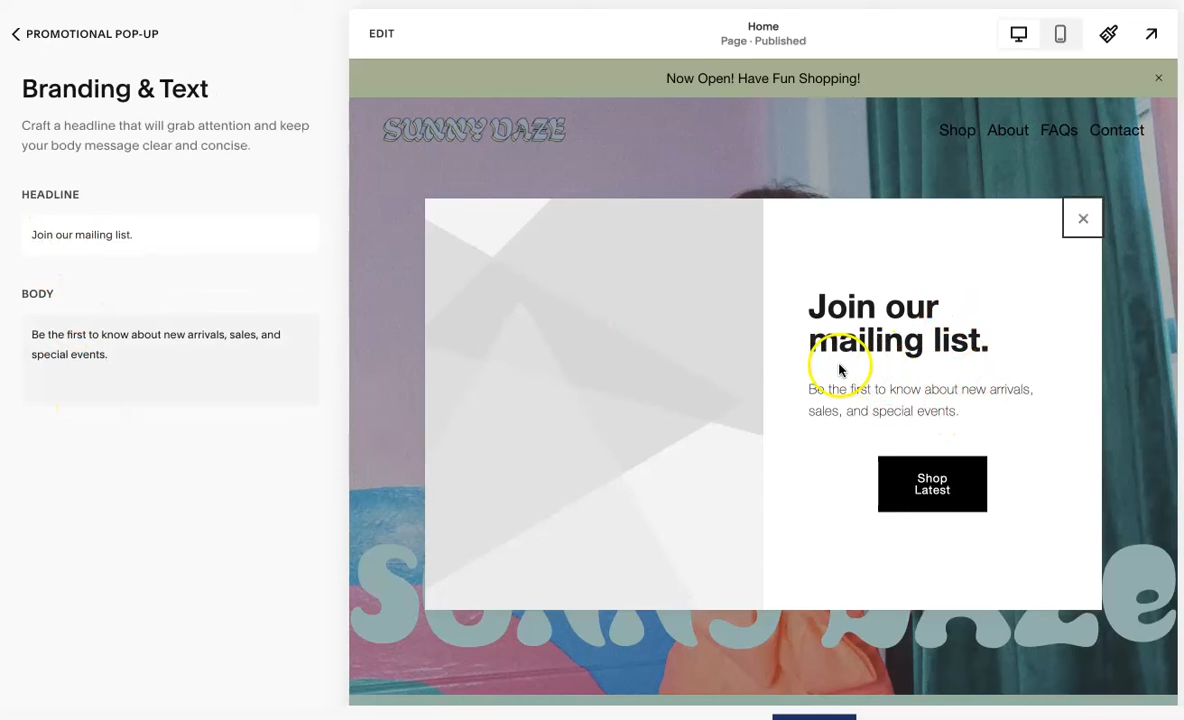 PROMOTIONAL POP-UP
Branding & Text
Craft a headline that will grab attention and keep
your body message clear and concise.
HEADLINE
Join our mailing list.
BODY
Be the first to know about new arrivals, sales, and
special events.
EDIT
Home
Page · Published
Now Open! Have Fun Shopping!
SUNNY DAZE
Shop About FAQs Contact
Join our
mailing list.
Be the first to know about new arrivals,
sales, and special events.
Shop
Latest
SUNNY DAZe